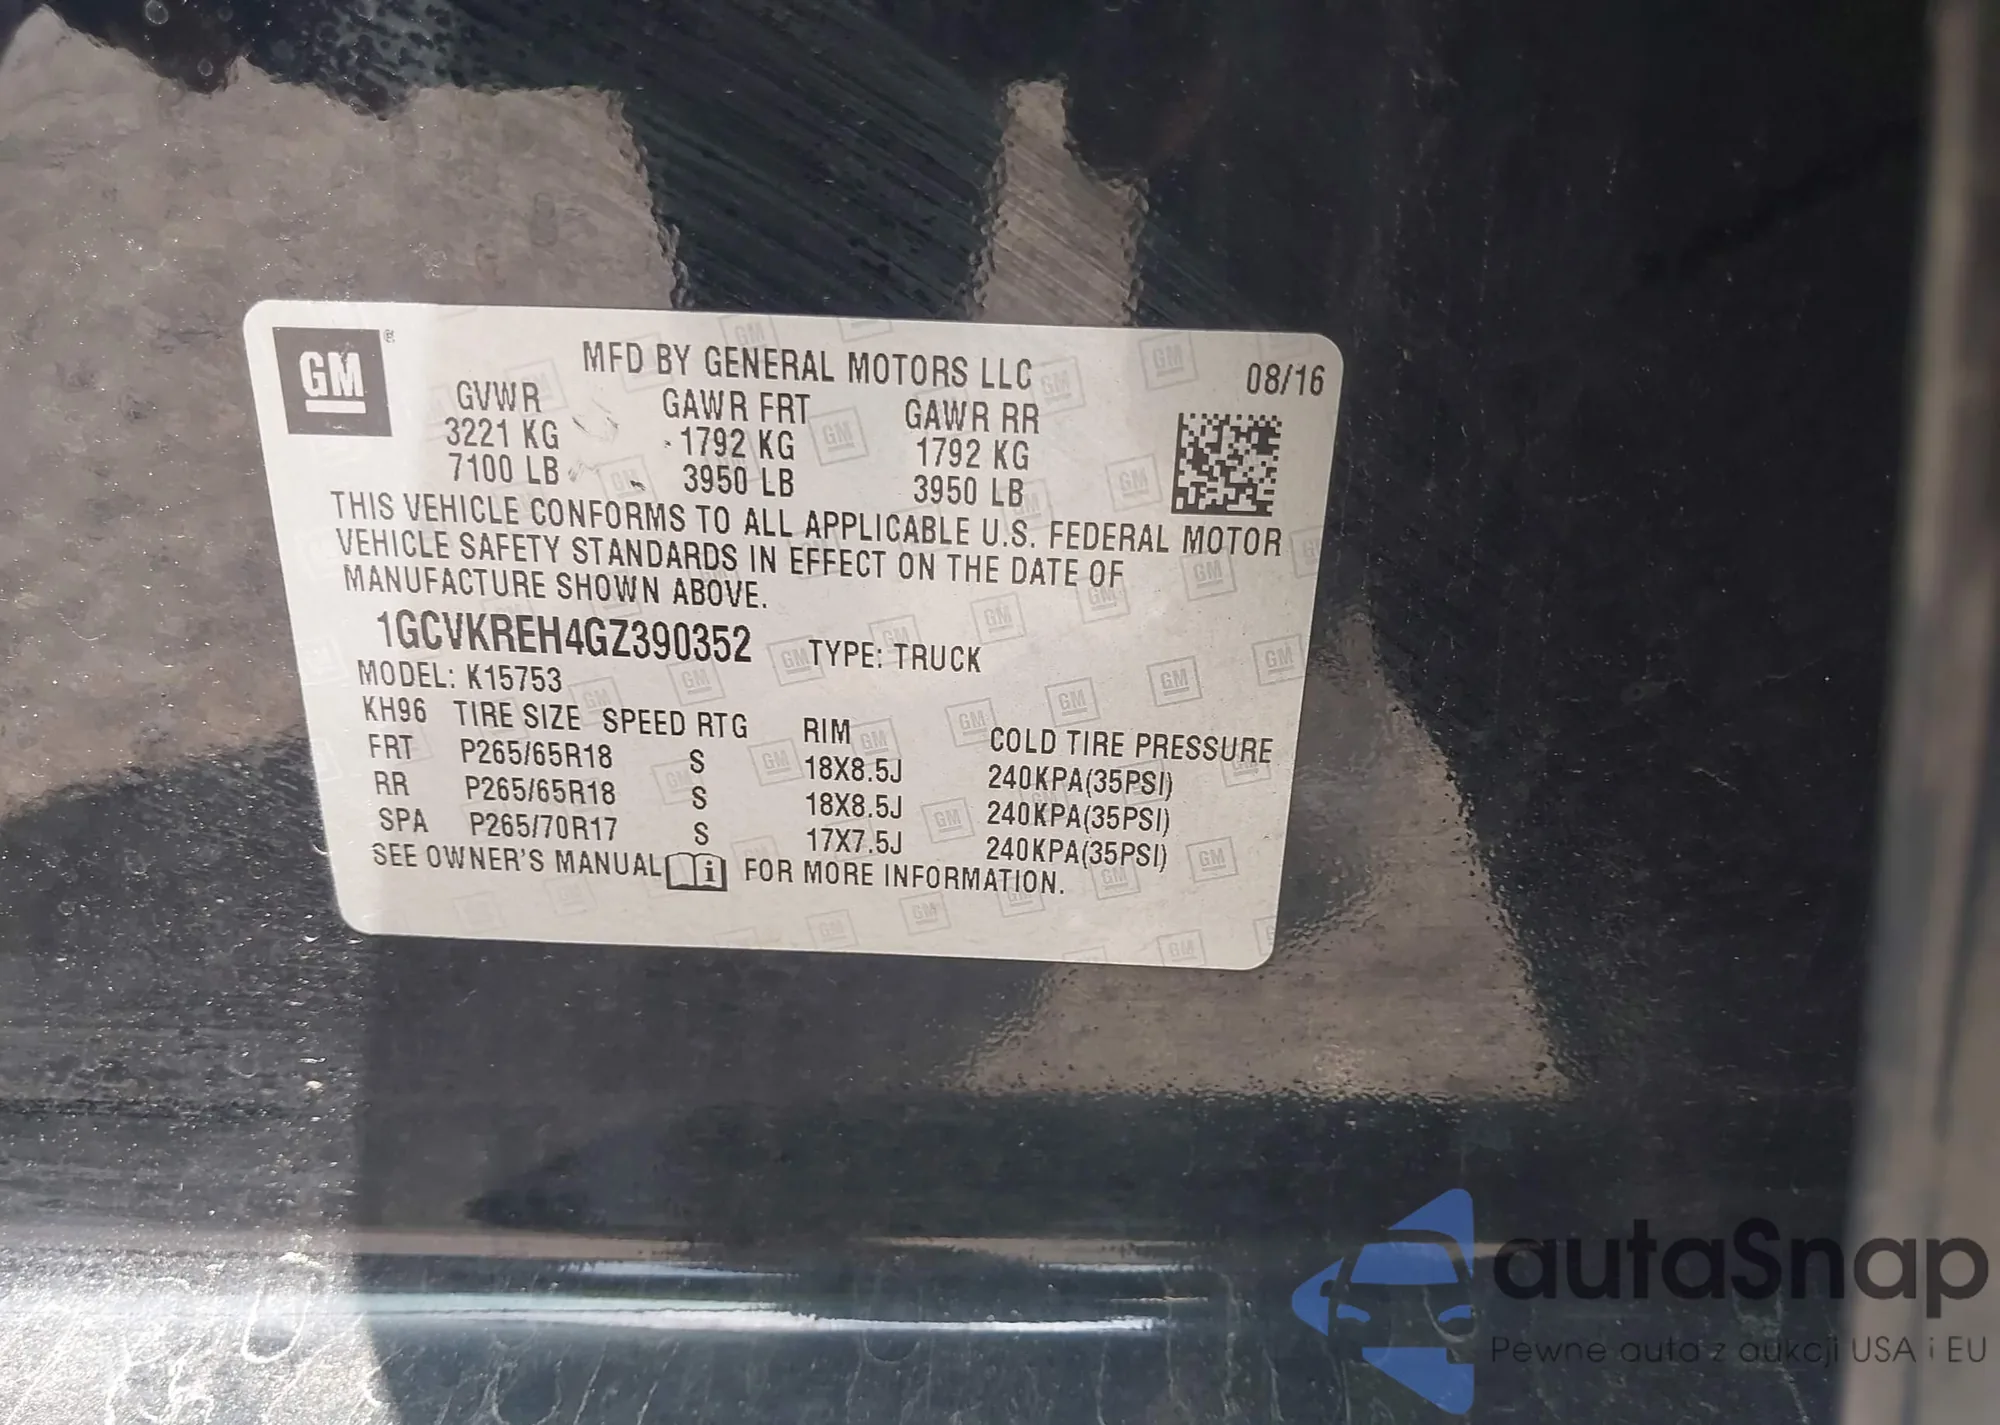 GM
MFD BY GENERAL MOTORS LLC
08/16
GVWR GAWR FRT GAWR RR
3221 KG 1792 KG 1792 KG
7100 LB 3950 LB 3950 LB
THIS VEHICLE CONFORMS TO ALL APPLICABLE U.S. FEDERAL MOTOR
VEHICLE SAFETY STANDARDS IN EFFECT ON THE DATE OF
MANUFACTURE SHOWN ABOVE.
1GCVKREH4GZ390352 TYPE: TRUCK
MODEL: K15753
KH96 TIRE SIZE SPEED RTG RIM COLD TIRE PRESSURE
FRT P265/65R18 S 18X8.5J 240KPA(35PSI)
RR P265/65R18 S 18X8.5J 240KPA(35PSI)
SPA P265/70R17 S 17X7.5J 240KPA(35PSI)
SEE OWNER'S MANUAL i FOR MORE INFORMATION.
autaSnap
Pewne auta z aukcji USA i EU